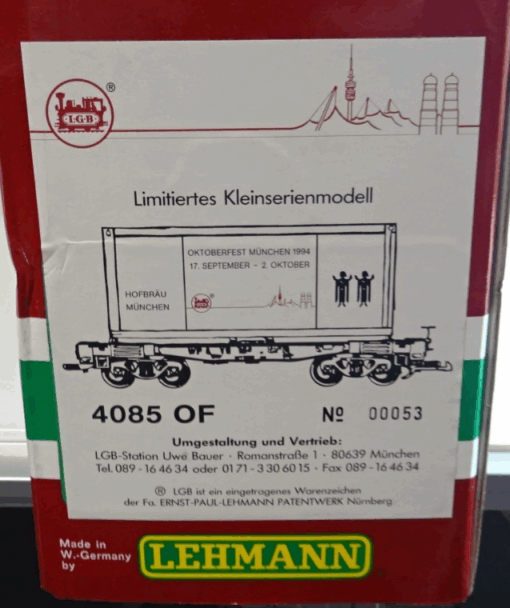 L·G·B ®
Limitiertes Kleinserienmodell
OKTOBERFEST MÜNCHEN 1994
17. SEPTEMBER - 2. OKTOBER
HOFBRÄU
MÜNCHEN
LGB
4085 OF Nº 00053
Umgestaltung und Vertrieb:
LGB-Station Uwe Bauer · Romanstraße 1 · 80639 München
Tel. 089 - 16 46 34 oder 01 71 - 3 30 60 15 · Fax 089 - 16 46 34
® LGB ist ein eingetragenes Warenzeichen
der Fa. ERNST-PAUL-LEHMANN PATENTWERK Nürnberg
Made in
W.-Germany
by
LEHMANN